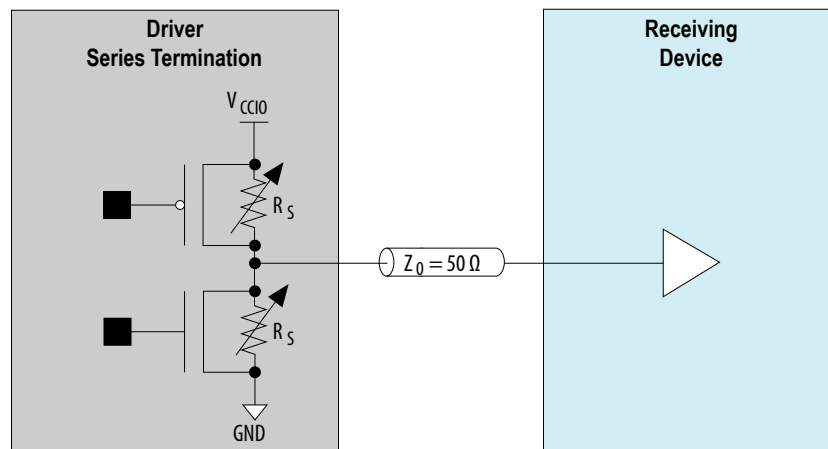 Driver
Series Termination
Receiving
Device
V CCIO
R S
Z 0 = 50 Ω
R S
GND